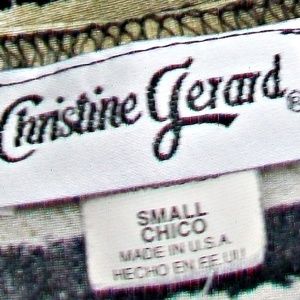 Christine Gerard®
SMALL
CHICO
MADE IN U.S.A.
HECHO EN EE.UU